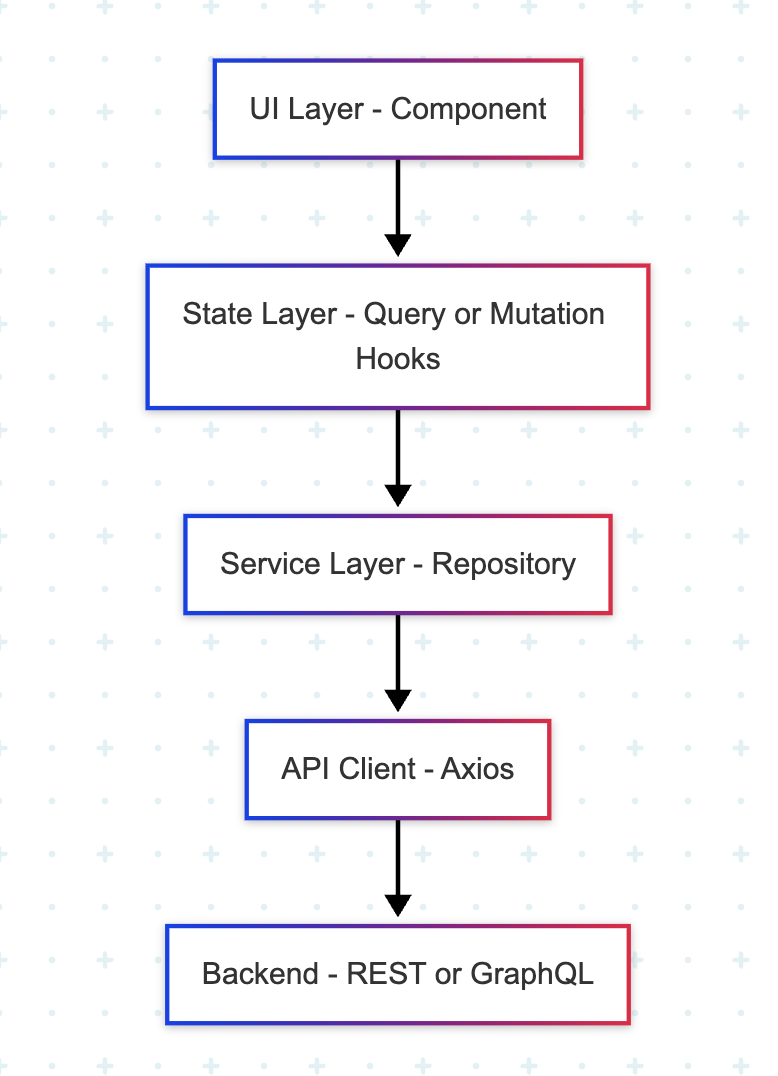 UI Layer - Component
State Layer - Query or Mutation
Hooks
Service Layer - Repository
API Client - Axios
Backend - REST or GraphQL